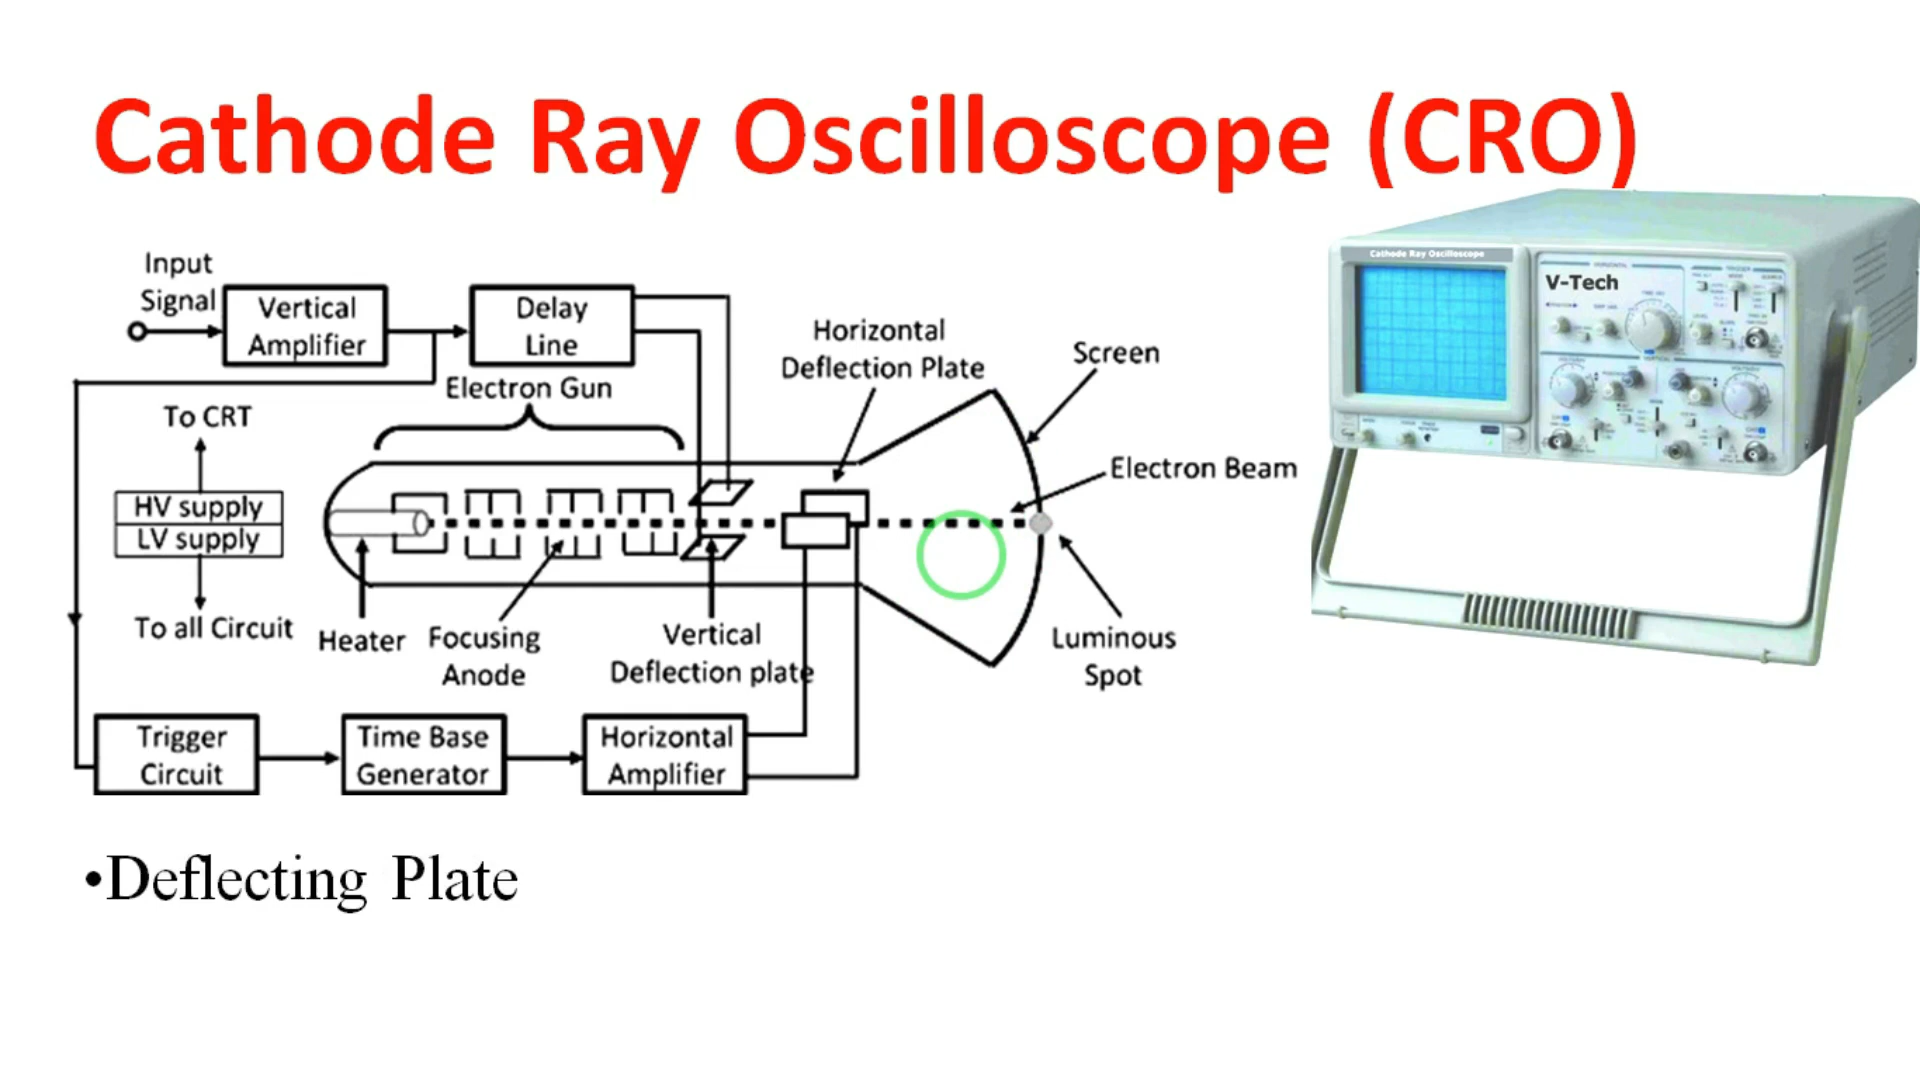 Cathode Ray Oscilloscope (CRO)
Input
Signal
Vertical
Amplifier
Delay
Line
Electron Gun
Horizontal
Deflection Plate
Screen
Electron Beam
To CRT
HV supply
LV supply
To all Circuit
Heater
Focusing
Anode
Vertical
Deflection plate
Luminous
Spot
Trigger
Circuit
Time Base
Generator
Horizontal
Amplifier
Cathode Ray Oscilloscope
V-Tech
•Deflecting Plate